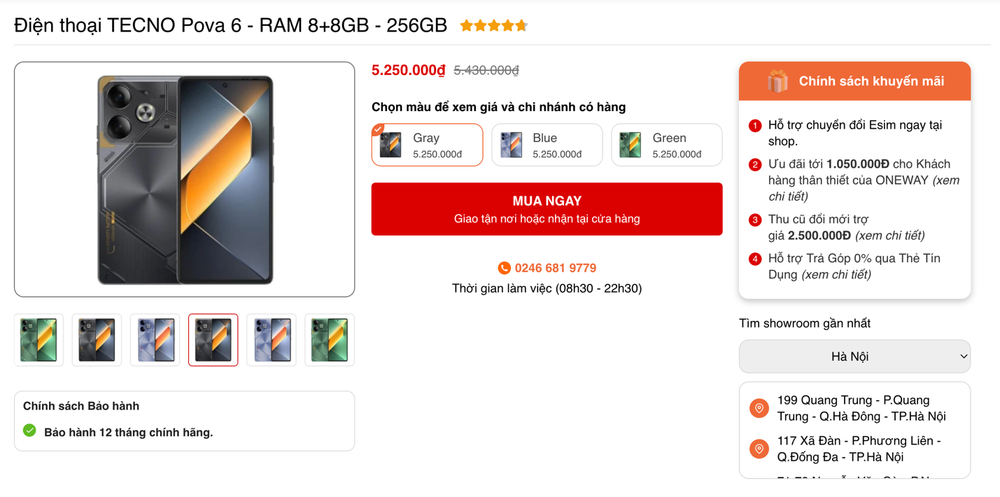 Điện thoại TECNO Pova 6 - RAM 8+8GB - 256GB
5.250.000₫ 5.430.000₫
Chọn màu để xem giá và chi nhánh có hàng
Gray
5.250.000đ
Blue
5.250.000đ
Green
5.250.000đ
MUA NGAY
Giao tận nơi hoặc nhận tại cửa hàng
0246 681 9779
Thời gian làm việc (08h30 - 22h30)
Chính sách Bảo hành
Bảo hành 12 tháng chính hãng.
Chính sách khuyến mãi
1 Hỗ trợ chuyển đổi Esim ngay tại
shop.
2 Ưu đãi tới 1.050.000Đ cho Khách
hàng thân thiết của ONEWAY (xem
chi tiết)
3 Thu cũ đổi mới trợ
giá 2.500.000Đ (xem chi tiết)
4 Hỗ trợ Trả Góp 0% qua Thẻ Tín
Dụng (xem chi tiết)
Tìm showroom gần nhất
Hà Nội
199 Quang Trung - P.Quang
Trung - Q.Hà Đông - TP.Hà Nội
117 Xã Đàn - P.Phương Liên -
Q.Đống Đa - TP.Hà Nội